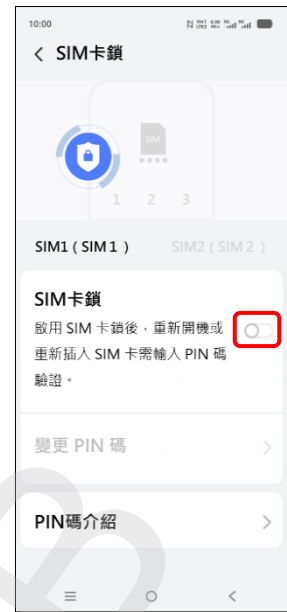 10:00
SIM卡鎖
SIM
1 2 3
SIM1 ( SIM 1 ) SIM2 ( SIM 2 )
SIM卡鎖
啟用 SIM 卡鎖後，重新開機或
重新插入 SIM 卡需輸入 PIN 碼
驗證。
變更 PIN 碼
PIN碼介紹